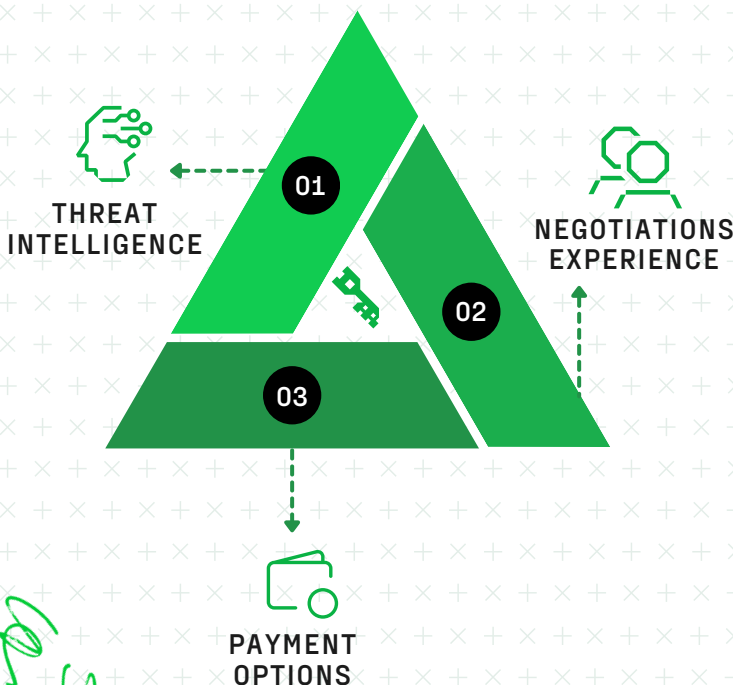 01
THREAT
INTELLIGENCE
NEGOTIATIONS
EXPERIENCE
02
03
PAYMENT
OPTIONS